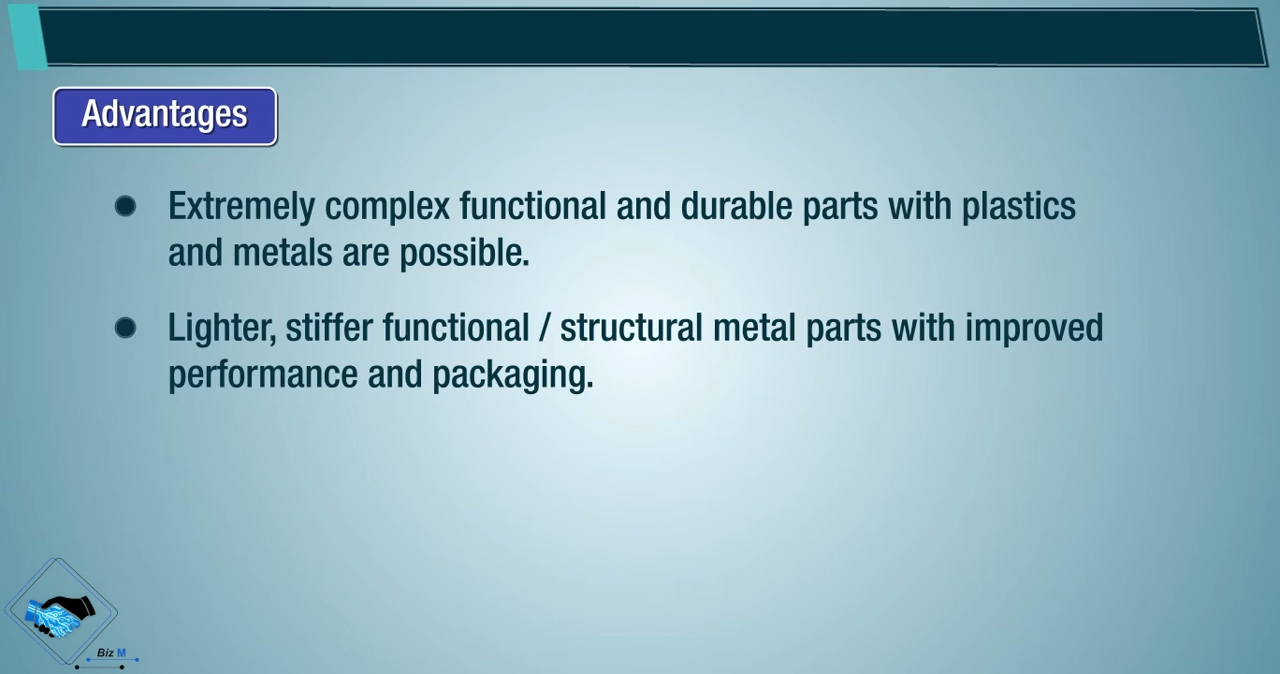 Advantages
Extremely complex functional and durable parts with plastics
and metals are possible.
Lighter, stiffer functional / structural metal parts with improved
performance and packaging.
Biz M